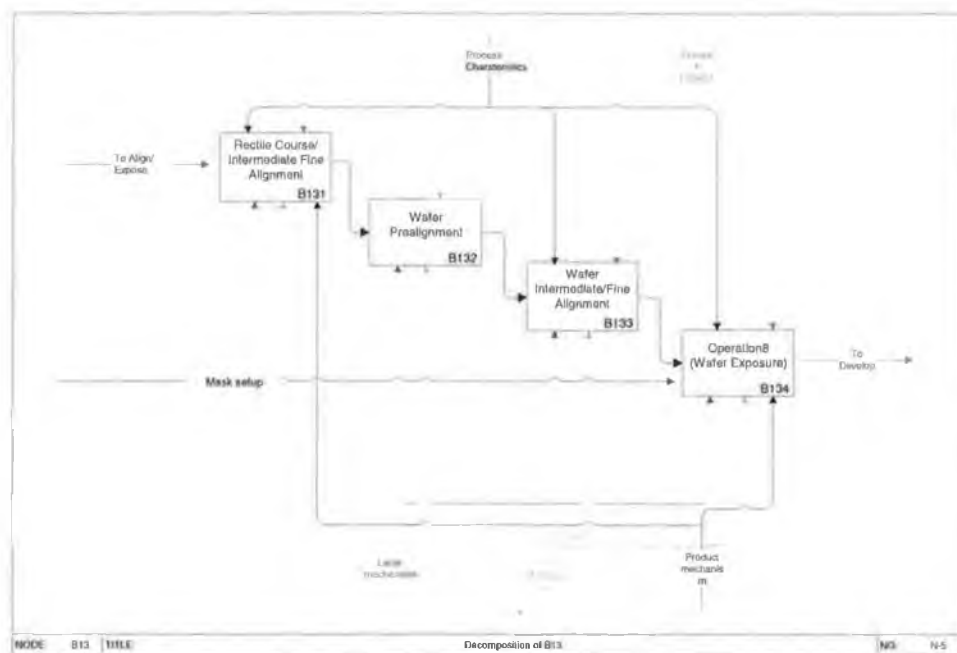 Process
Charateristics
To Align/
Expose
Rectile Course/
Intermediate Fine
Alignment
B131
Wafer
Prealignment
B132
Wafer
Intermediate/Fine
Alignment
B133
Operation8
(Wafer Exposure)
B134
To
Develop
Mask setup
Product
mechanis
m
NODE: B13 TITLE: Decomposition of B13 NO: N-5